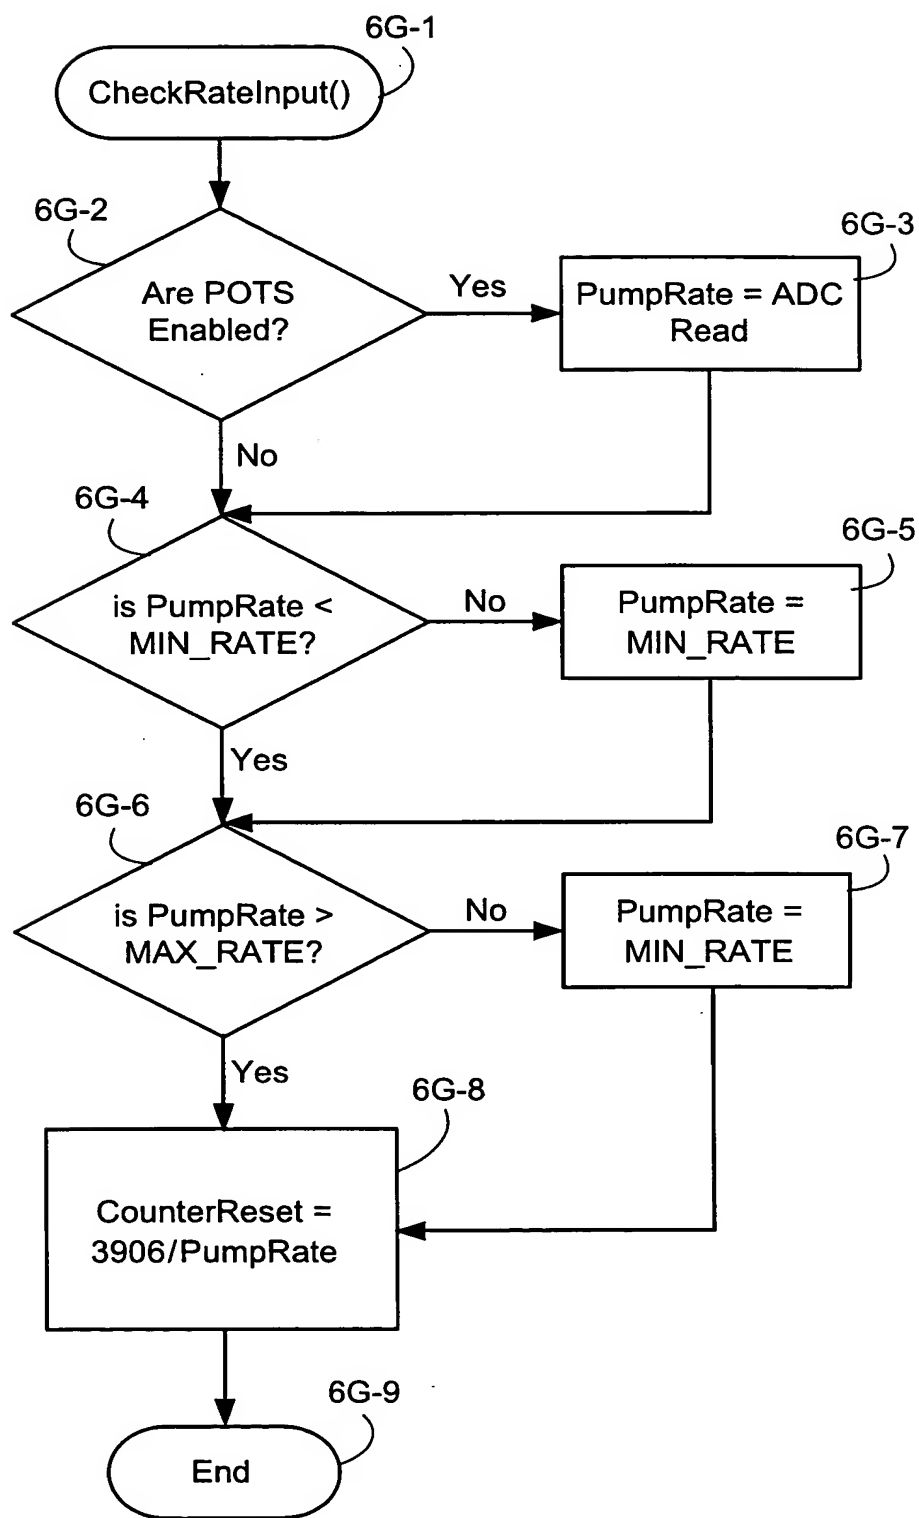 6G-1
CheckRateInput()
6G-2
Are POTS
Enabled?
Yes
6G-3
PumpRate = ADC
Read
No
6G-4
is PumpRate <
MIN_RATE?
No
6G-5
PumpRate =
MIN_RATE
Yes
6G-6
is PumpRate >
MAX_RATE?
No
6G-7
PumpRate =
MIN_RATE
Yes
6G-8
CounterReset =
3906/PumpRate
6G-9
End